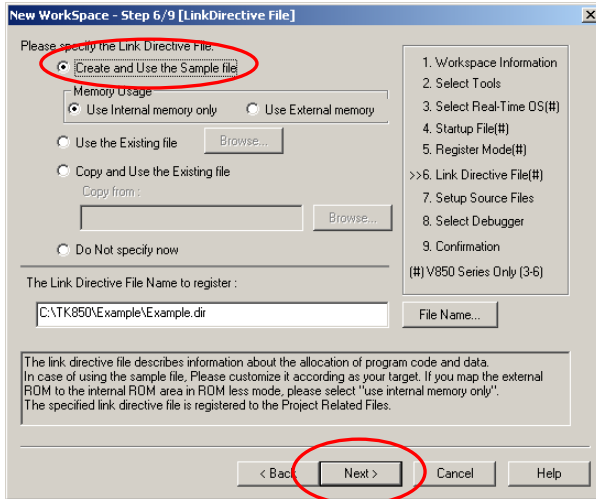 New WorkSpace - Step 6/9 [LinkDirective File]
Please specify the Link Directive File.
Create and Use the Sample file
Memory Usage
Use Internal memory only
Use External memory
Use the Existing file
Browse...
Copy and Use the Existing file
Copy from :
Browse...
Do Not specify now
1. Workspace Information
2. Select Tools
3. Select Real-Time OS(#)
4. Startup File(#)
5. Register Mode(#)
>>6. Link Directive File(#)
7. Setup Source Files
8. Select Debugger
9. Confirmation
(#) V850 Series Only (3-6)
The Link Directive File Name to register :
C:\TK850\Example\Example.dir
File Name...
The link directive file describes information about the allocation of program code and data.
In case of using the sample file, Please customize it according as your target. If you map the external
ROM to the internal ROM area in ROM less mode, please select "use internal memory only".
The specified link directive file is registered to the Project Related Files.
< Back
Next >
Cancel
Help